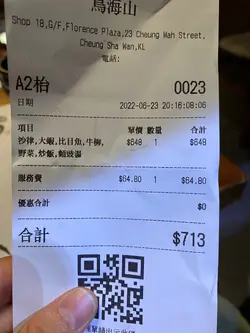 鳥海山
Shop 18,G/F,Florence Plaza,23 Cheung Wah Street,
Cheung Sha Wan,KL
電話:
A2枱 0023
日期 2022-06-23 20:16:08:06
項目 單價 數量 合計
沙律,大蝦,比目魚,牛柳, $648 1 $648
野菜,炒飯,麵豉湯
服務費 $64.80 1 $64.80
優惠合計 $0
合計 $713